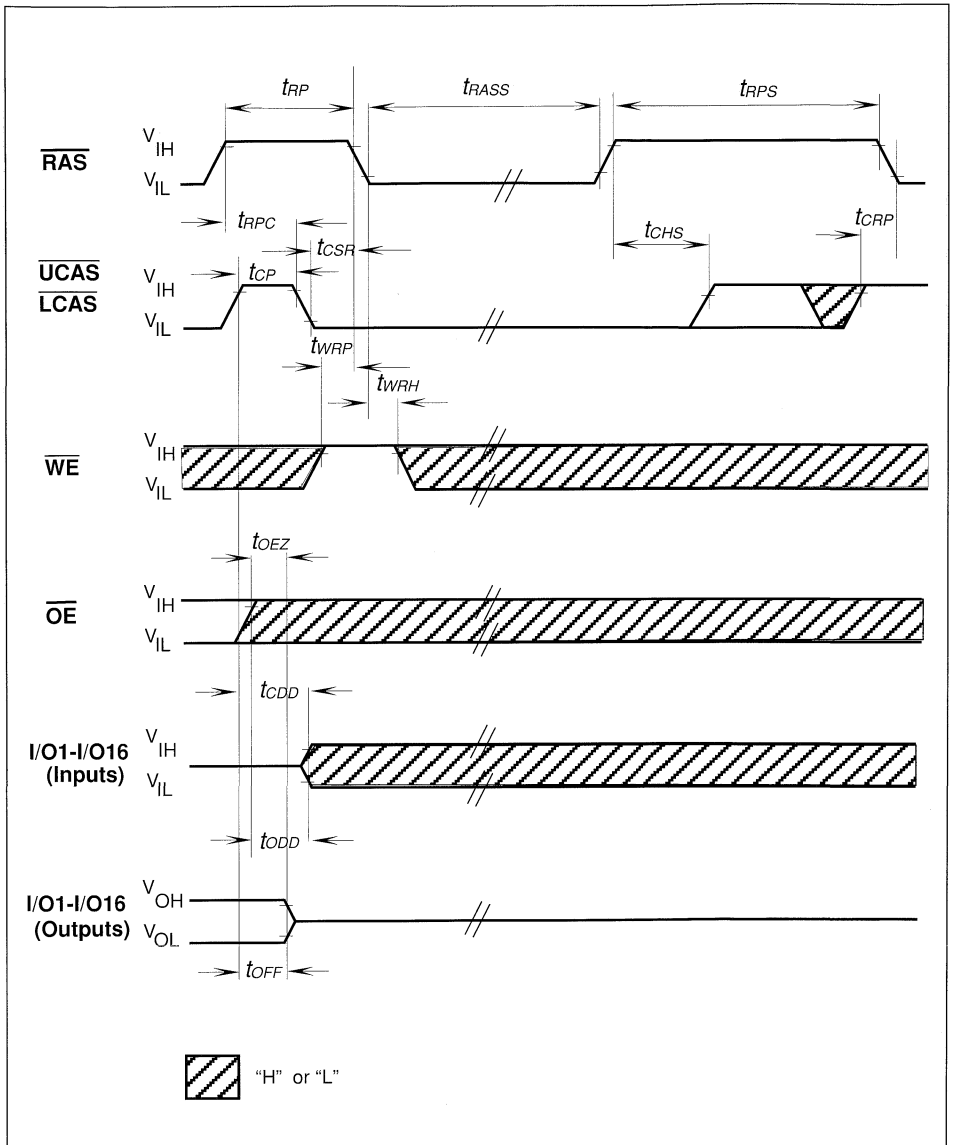 tRP
tRASS
tRPS
RAS
VIH
VIL
tRPC
tCSR
tCHS
tCRP
UCAS
LCAS
VIH
VIL
tCP
tWRP
tWRH
WE
VIH
VIL
tOEZ
OE
VIH
VIL
tCDD
I/O1-I/O16
(Inputs)
VIH
VIL
tODD
I/O1-I/O16
(Outputs)
VOH
VOL
tOFF
“H” or “L”